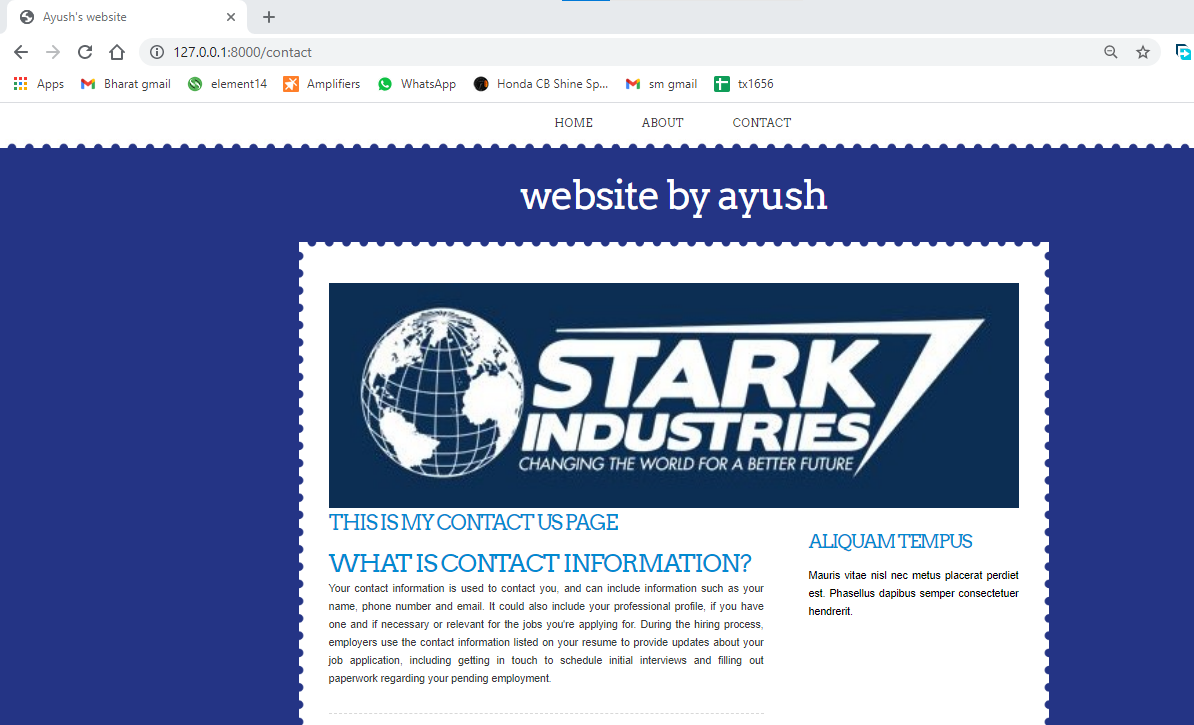 Ayush's website
127.0.0.1:8000/contact
Apps Bharat gmail element14 Amplifiers WhatsApp Honda CB Shine Sp... sm gmail tx1656
HOME ABOUT CONTACT
website by ayush
STARK
INDUSTRIES
CHANGING THE WORLD FOR A BETTER FUTURE
THIS IS MY CONTACT US PAGE
WHAT IS CONTACT INFORMATION?
Your contact information is used to contact you, and can include information such as your
name, phone number and email. It could also include your professional profile, if you have
one and if necessary or relevant for the jobs you're applying for. During the hiring process,
employers use the contact information listed on your resume to provide updates about your
job application, including getting in touch to schedule initial interviews and filling out
paperwork regarding your pending employment.
ALIQUAM TEMPUS
Mauris vitae nisl nec metus placerat perdiet
est. Phasellus dapibus semper consectetuer
hendrerit.